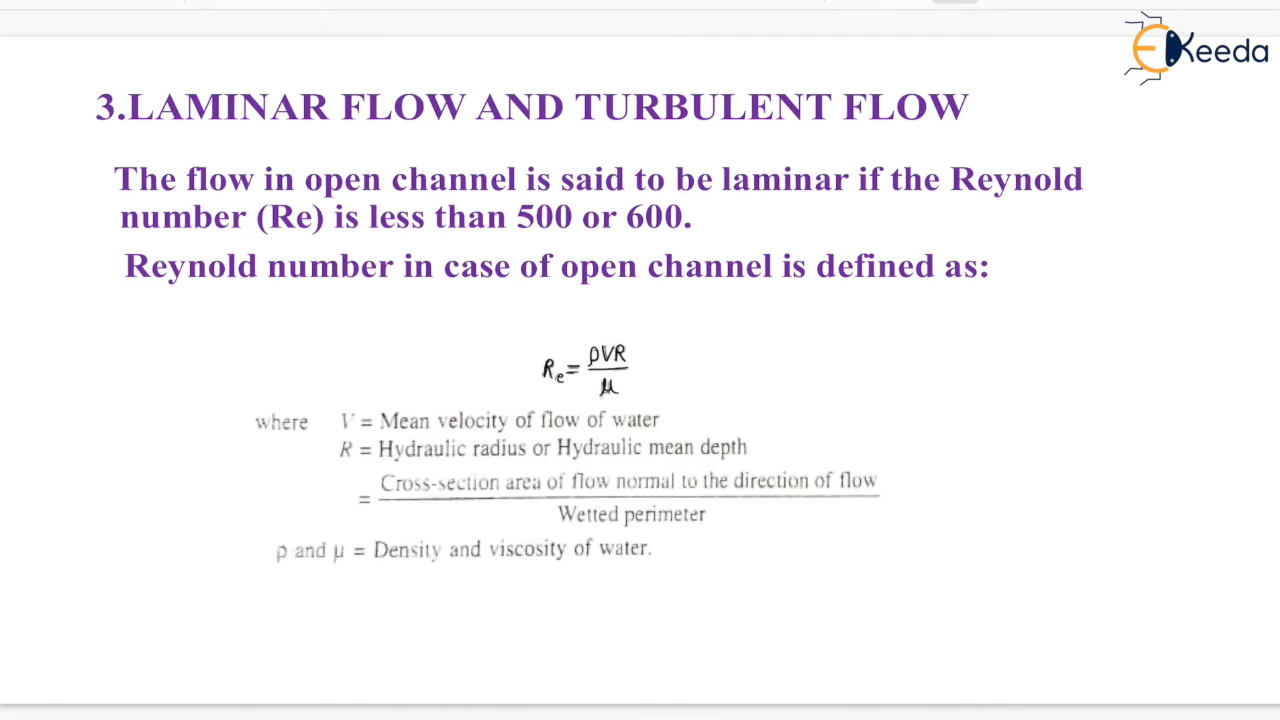 EKeeda
3.LAMINAR FLOW AND TURBULENT FLOW
The flow in open channel is said to be laminar if the Reynold
number (Re) is less than 500 or 600.
Reynold number in case of open channel is defined as:
Re = ρVR / μ
where V = Mean velocity of flow of water
R = Hydraulic radius or Hydraulic mean depth
= Cross-section area of flow normal to the direction of flow
Wetted perimeter
ρ and μ = Density and viscosity of water.